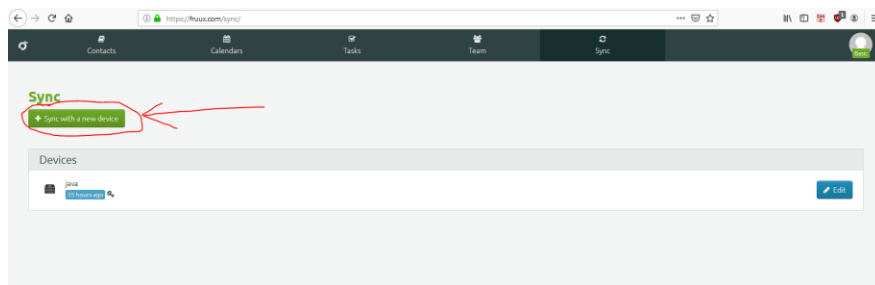 https://fruux.com/sync/
Contacts
Calendars
Tasks
Team
Sync
Basic
Sync
+ Sync with a new device
Devices
java
15 hours ago
Edit